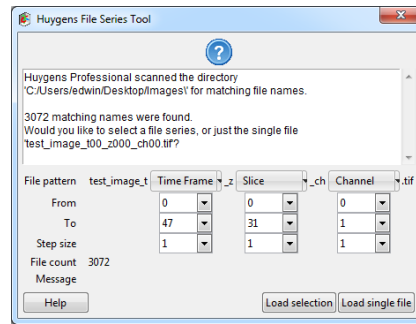 Huygens File Series Tool
?
Huygens Professional scanned the directory
'C:/Users/edwin/Desktop/Images\' for matching file names.
3072 matching names were found.
Would you like to select a file series, or just the single file
'test_image_t00_z000_ch00.tif'?
File pattern test_image_t Time Frame _z Slice _ch Channel .tif
From 0 0 0
To 47 31 1
Step size 1 1 1
File count 3072
Message
Help Load selection Load single file